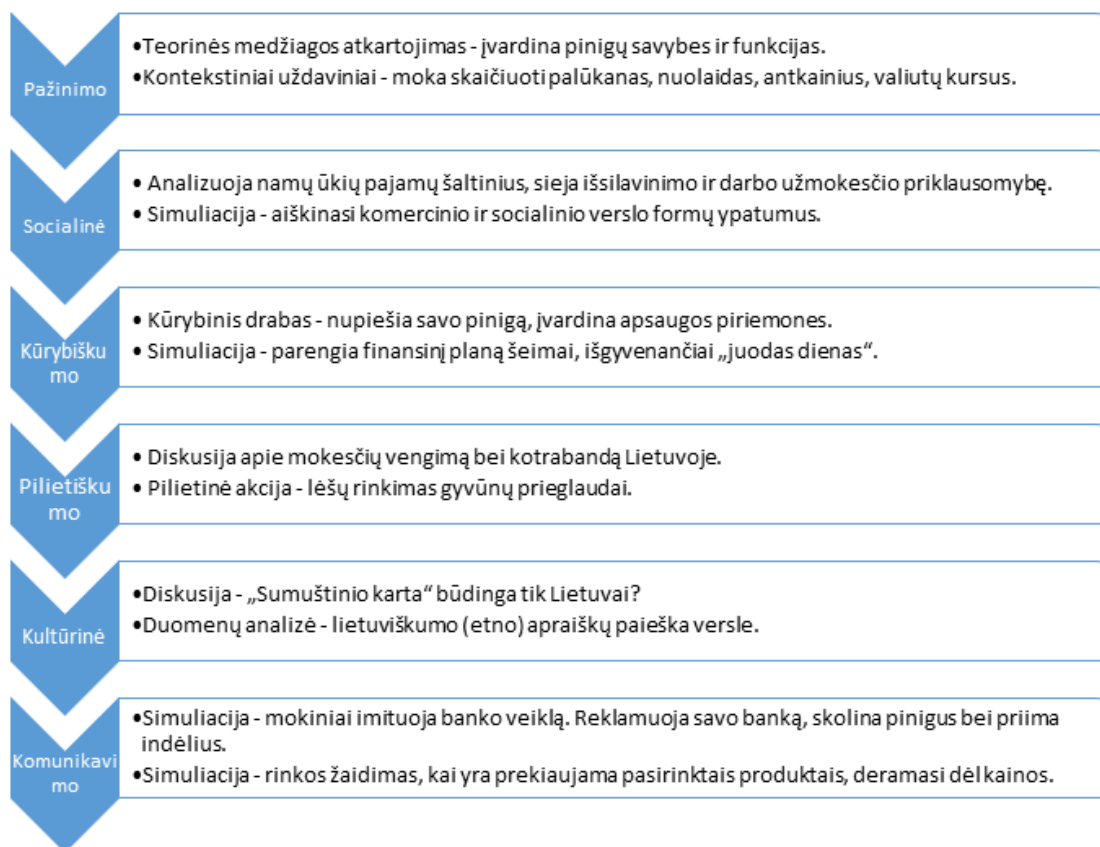 Pažinimo
•Teorinės medžiagos atkartojimas - įvardina pinigų savybes ir funkcijas.
•Kontekstiniai uždaviniai - moka skaičiuoti palūkanas, nuolaidas, antkainius, valiutų kursus.
Socialinė
• Analizuoja namų ūkių pajamų šaltinius, sieja išsilavinimo ir darbo užmokesčio priklausomybę.
• Simuliacija - aiškinasi komercinio ir socialinio verslo formų ypatumus.
Kūrybišku
mo
• Kūrybinis drabas - nupiešia savo pinigą, įvardina apsaugos piriemones.
• Simuliacija - parengia finansinį planą šeimai, išgyvenančiai „juodas dienas“.
Pilietišku
mo
• Diskusija apie mokesčių vengimą bei kotrabandą Lietuvoje.
• Pilietinė akcija - lėšų rinkimas gyvūnų prieglaudai.
Kultūrinė
•Diskusija - „Sumuštinio karta“ būdinga tik Lietuvai?
•Duomenų analizė - lietuviškumo (etno) apraiškų paieška versle.
Komunikavi
mo
•Simuliacija - mokiniai imituoja banko veiklą. Reklamuoja savo banką, skolina pinigus bei priima
indėlius.
•Simuliacija - rinkos žaidimas, kai yra prekiaujama pasirinktais produktais, deramasi dėl kainos.